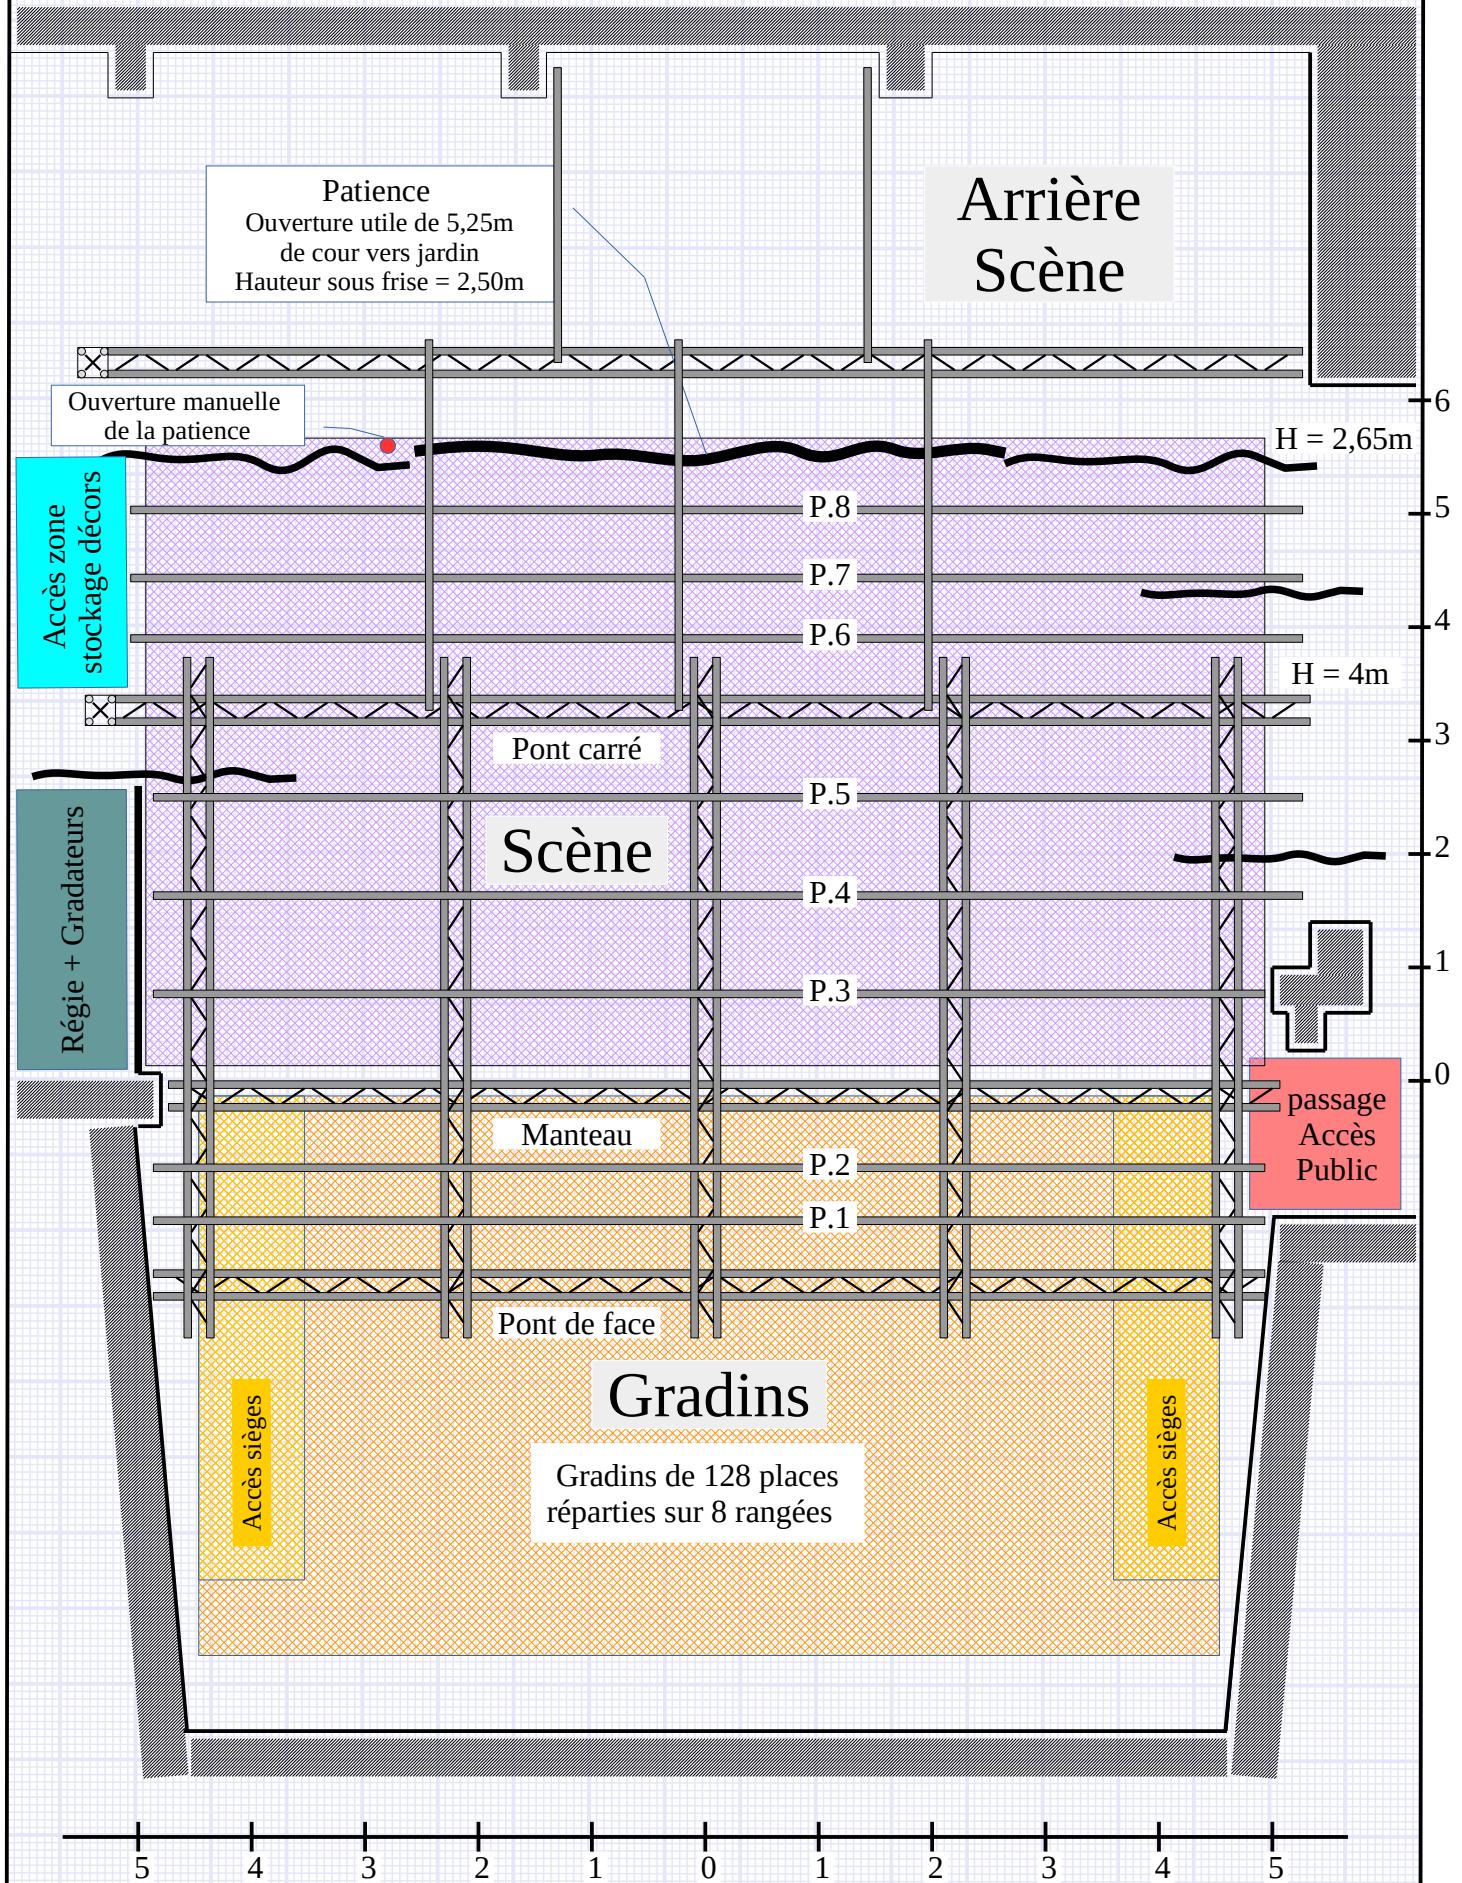 Patience
Ouverture utile de 5,25m
de cour vers jardin
Hauteur sous frise = 2,50m
Arrière
Scène
Ouverture manuelle
de la patience
6
H = 2,65m
Accès zone
stockage décors
P.8
5
P.7
P.6
4
H = 4m
Pont carré
3
P.5
Régie + Gradateurs
Scène
2
P.4
P.3
1
0
passage
Accès
Public
Manteau
P.2
P.1
Pont de face
Gradins
Accès sièges
Gradins de 128 places
réparties sur 8 rangées
Accès sièges
5 4 3 2 1 0 1 2 3 4 5